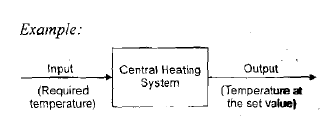 Example:
Input
Central Heating
System
Output
(Required
temperature)
(Temperature at
the set value)